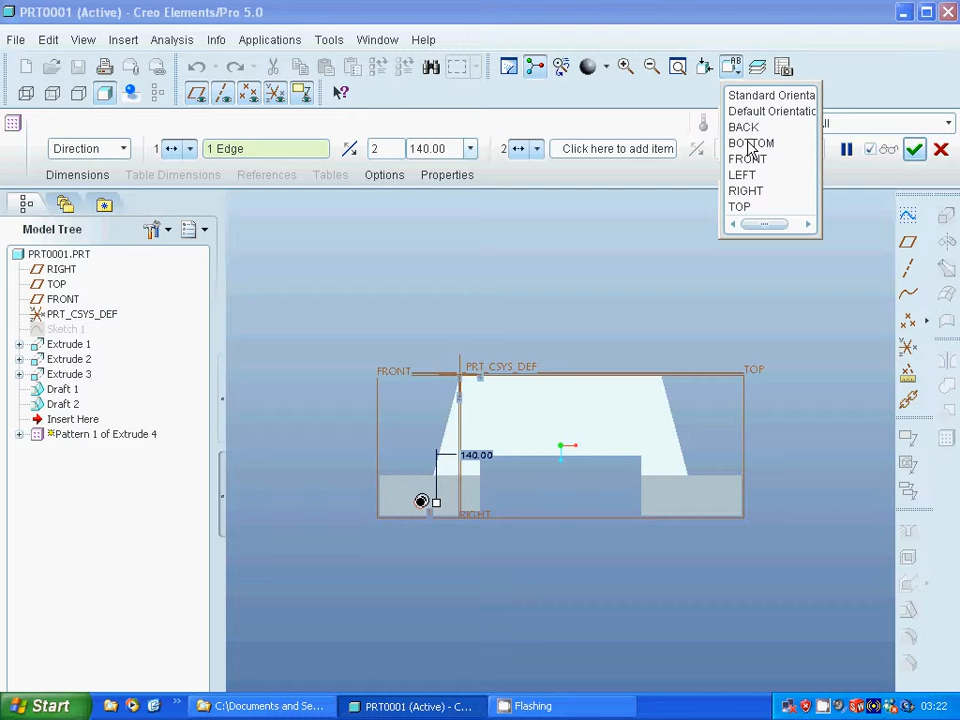 PRT0001 (Active) - Creo Elements/Pro 5.0
File Edit View Insert Analysis Info Applications Tools Window Help
Standard Orienta
Default Orientatio
BACK
BOTTOM
FRONT
LEFT
RIGHT
TOP
All
Direction 1 1 Edge 2 140.00 2 Click here to add item
Dimensions Table Dimensions References Tables Options Properties
Model Tree
PRT0001.PRT
RIGHT
TOP
FRONT
PRT_CSYS_DEF
Sketch 1
Extrude 1
Extrude 2
Extrude 3
Draft 1
Draft 2
Insert Here
*Pattern 1 of Extrude 4
FRONT PRT_CSYS_DEF TOP
140.00
RIGHT
Start C:\Documents and Se... PRT0001 (Active) - C... Flashing 03:22